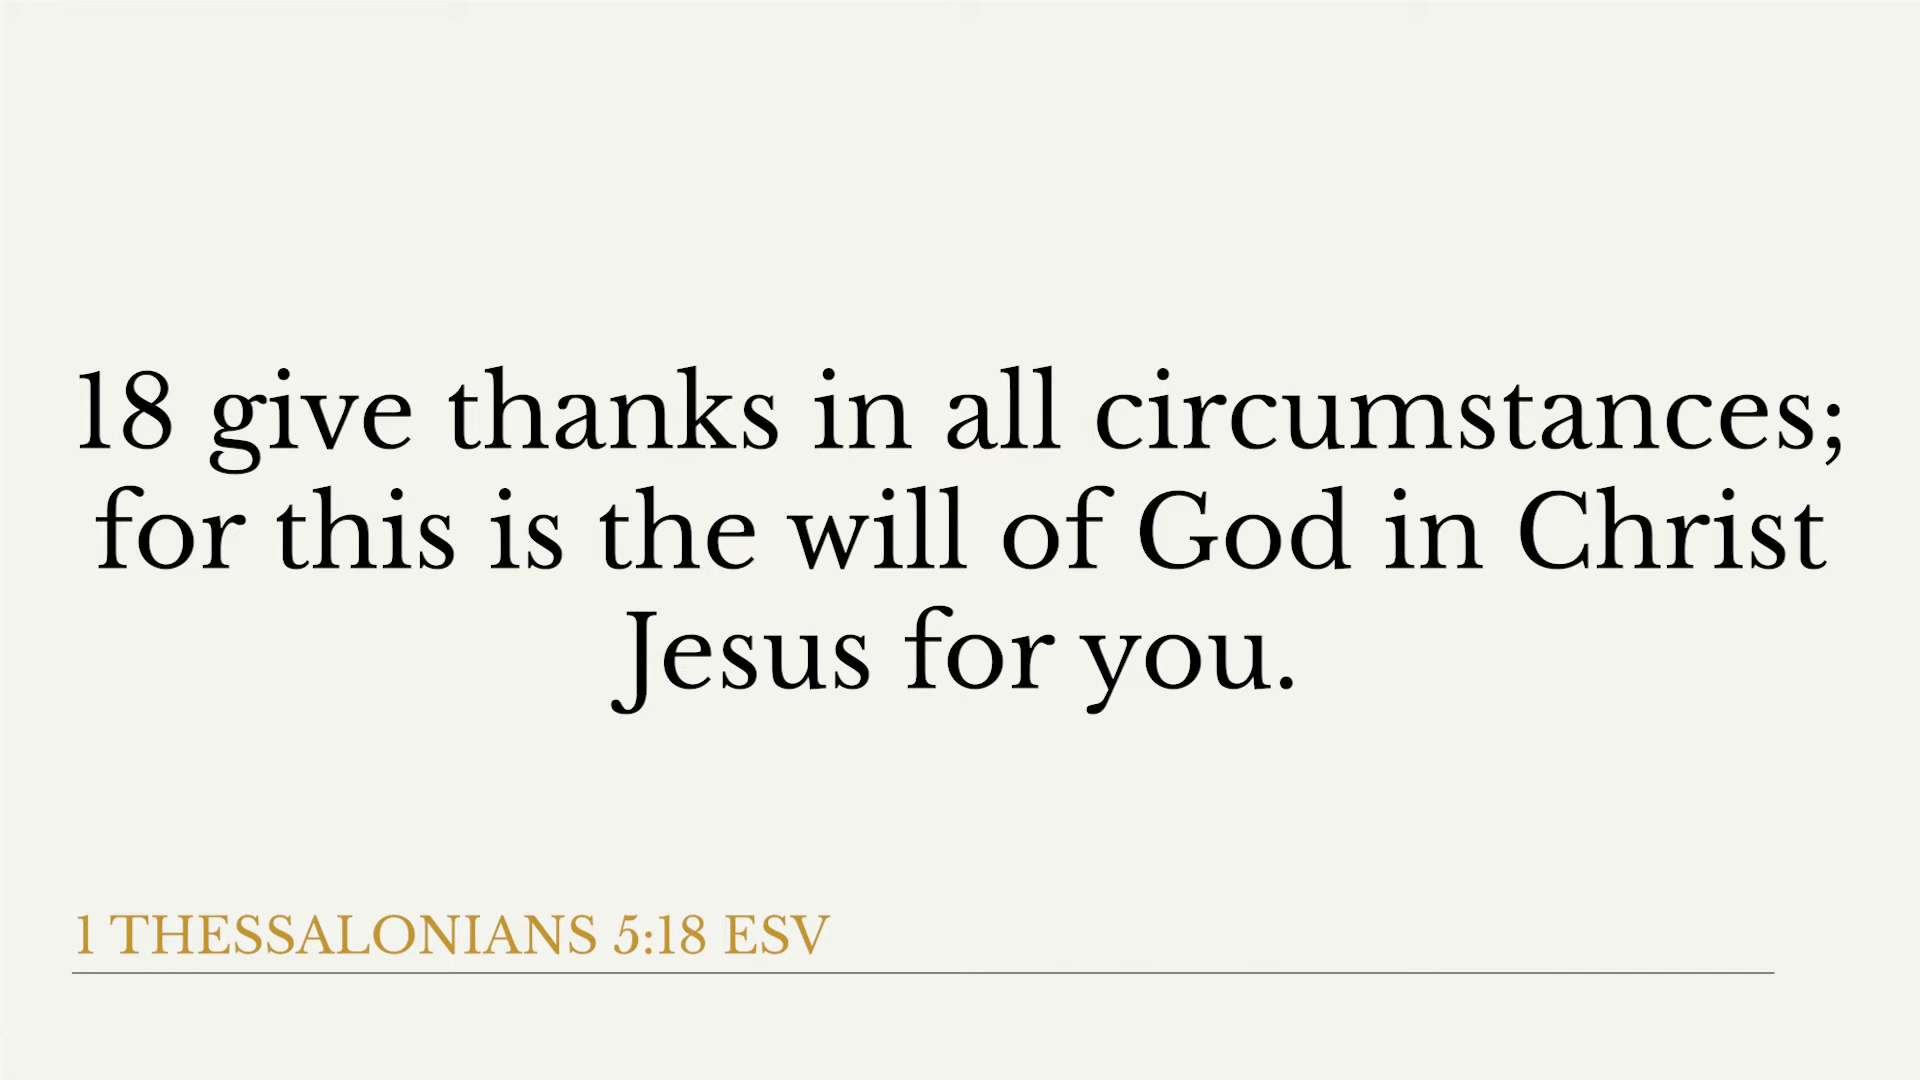 18 give thanks in all circumstances;
for this is the will of God in Christ
Jesus for you.
1 THESSALONIANS 5:18 ESV